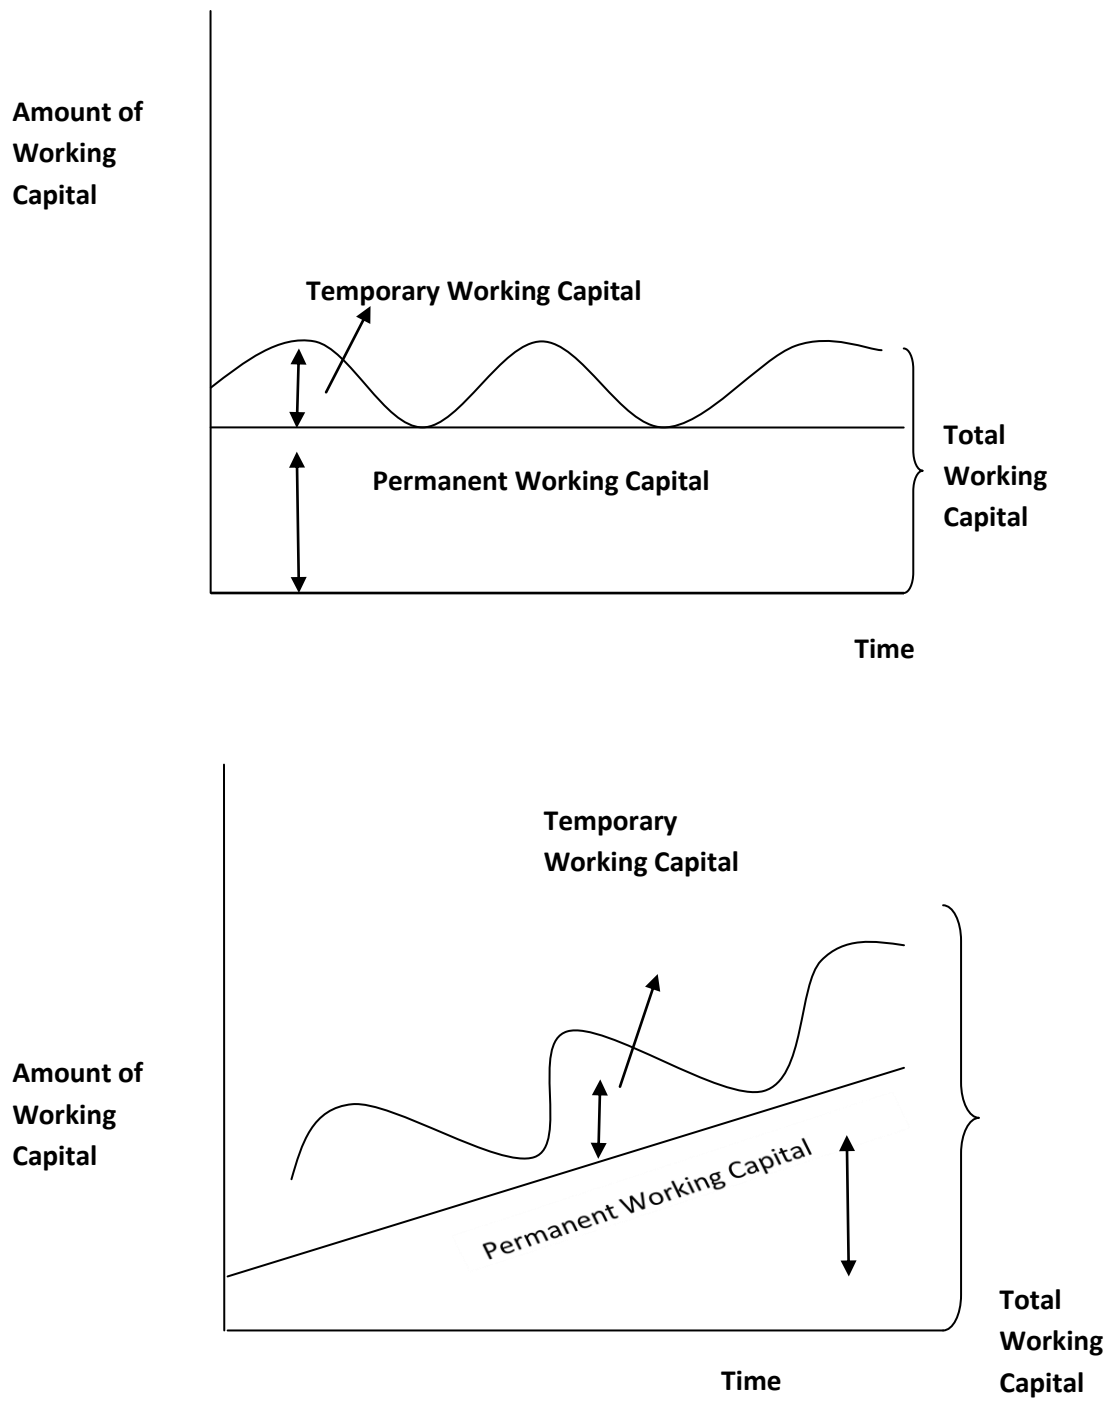 Amount of
Working
Capital
Temporary Working Capital
Permanent Working Capital
Total
Working
Capital
Time
Temporary
Working Capital
Amount of
Working
Capital
Permanent Working Capital
Total
Working
Capital
Time